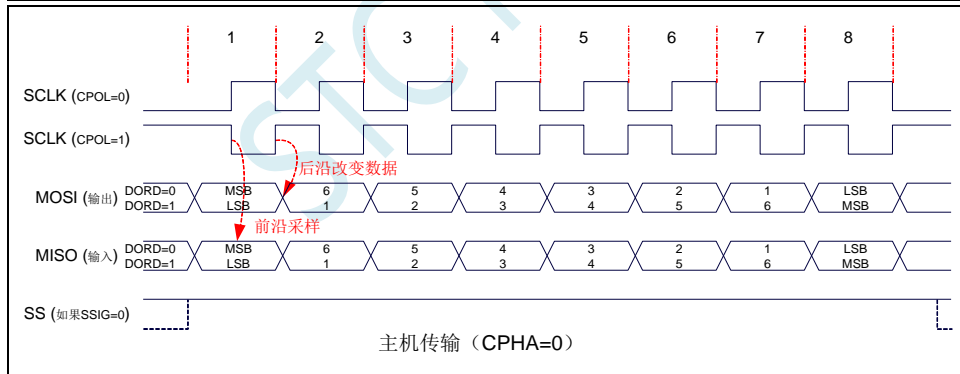 1 2 3 4 5 6 7 8
SCLK (CPOL=0)
SCLK (CPOL=1)
后沿改变数据
MOSI (输出) DORD=0 MSB 6 5 4 3 2 1 LSB
DORD=1 LSB 1 2 3 4 5 6 MSB
前沿采样
MISO (输入) DORD=0 MSB 6 5 4 3 2 1 LSB
DORD=1 LSB 1 2 3 4 5 6 MSB
SS (如果SSIG=0)
主机传输（CPHA=0）